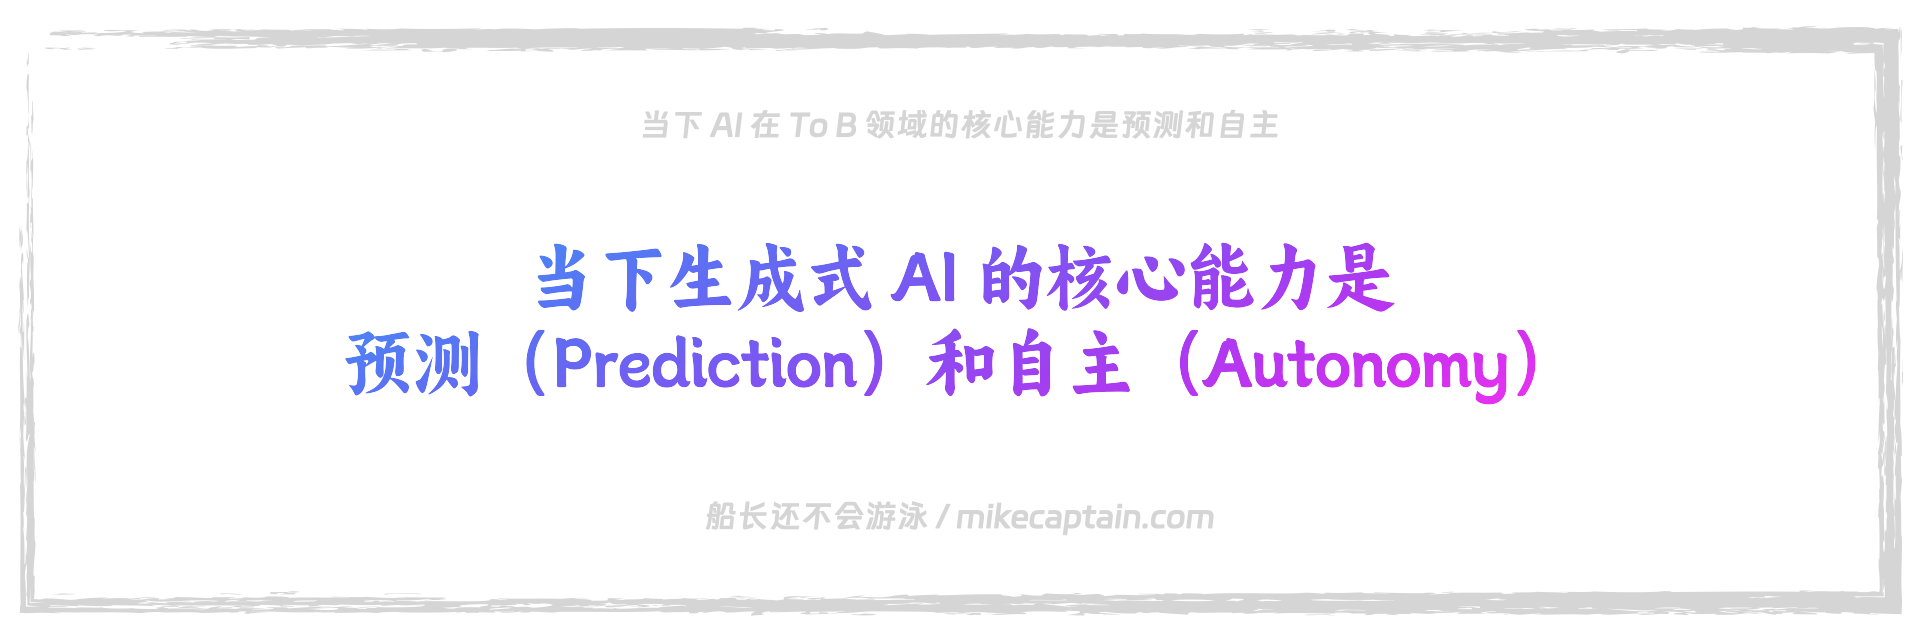 当下 AI 在 To B 领域的核心能力是预测和自主
当下生成式 AI 的核心能力是
预测（Prediction）和自主（Autonomy）
船长还不会游泳 / mikecaptain.com